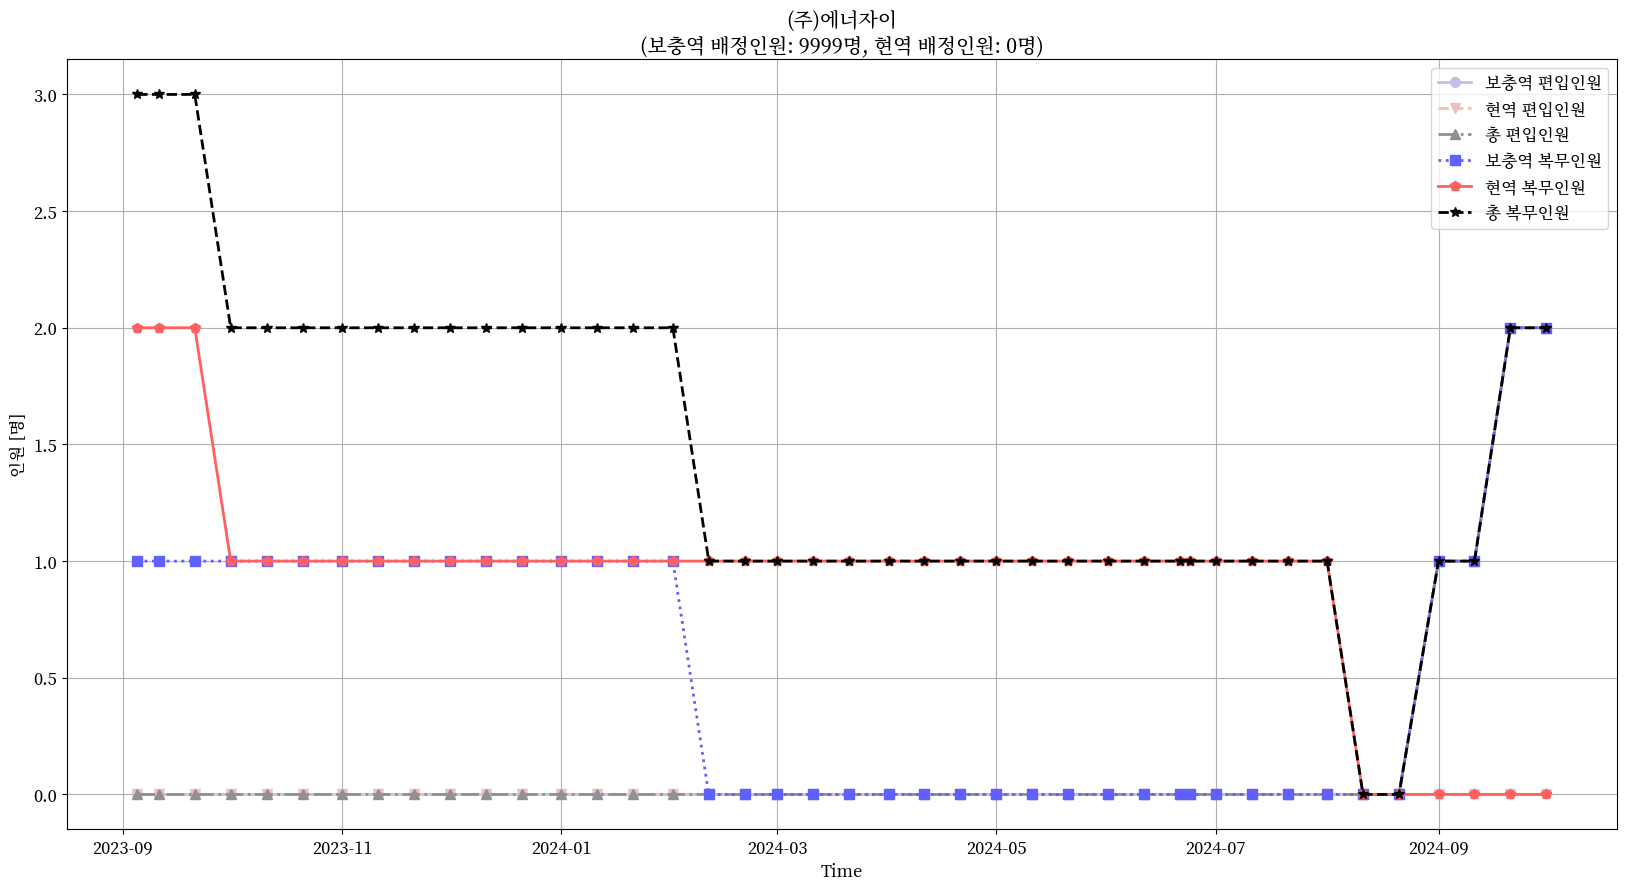 (주)에너자이
(보충역 배정인원: 9999명, 현역 배정인원: 0명)
보충역 편입인원
현역 편입인원
총 편입인원
보충역 복무인원
현역 복무인원
총 복무인원
인원 [명]
3.0
2.5
2.0
1.5
1.0
0.5
0.0
2023-09 2023-11 2024-01 2024-03 2024-05 2024-07 2024-09
Time